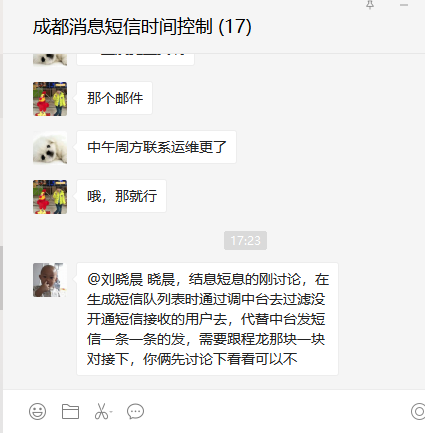 成都消息短信时间控制 (17)
那个邮件
中午周方联系运维更了
哦，那就行
17:23
@刘晓晨 晓晨，结息短息的刚讨论，在
生成短信队列表时通过调中台去过滤没
开通短信接收的用户去，代替中台发短
信一条一条的发，需要跟程龙那块一块
对接下，你俩先讨论下看看可以不